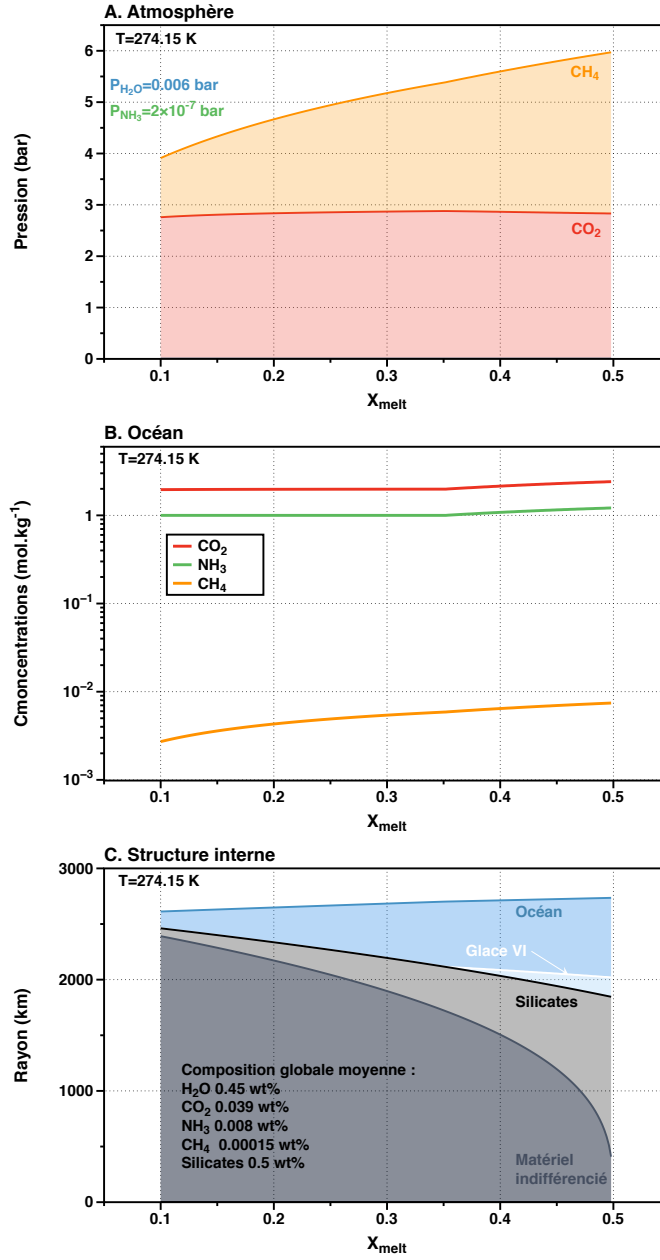 A. Atmosphère
T=274.15 K
P_H₂O=0.006 bar
P_NH₃=2×10⁻⁷ bar
CH₄
CO₂
6
5
4
3
2
1
0
Pression (bar)
0.1 0.2 0.3 0.4 0.5
X_melt
B. Océan
T=274.15 K
CO₂
NH₃
CH₄
1
10⁻¹
10⁻²
10⁻³
Cmoncentrations (mol.kg⁻¹)
0.1 0.2 0.3 0.4 0.5
X_melt
C. Structure interne
T=274.15 K
Océan
Glace VI
Silicates
Composition globale moyenne :
H₂O 0.45 wt%
CO₂ 0.039 wt%
NH₃ 0.008 wt%
CH₄ 0.00015 wt%
Silicates 0.5 wt%
Matériel
indifférencié
3000
2000
1000
0
Rayon (km)
0.1 0.2 0.3 0.4 0.5
X_melt